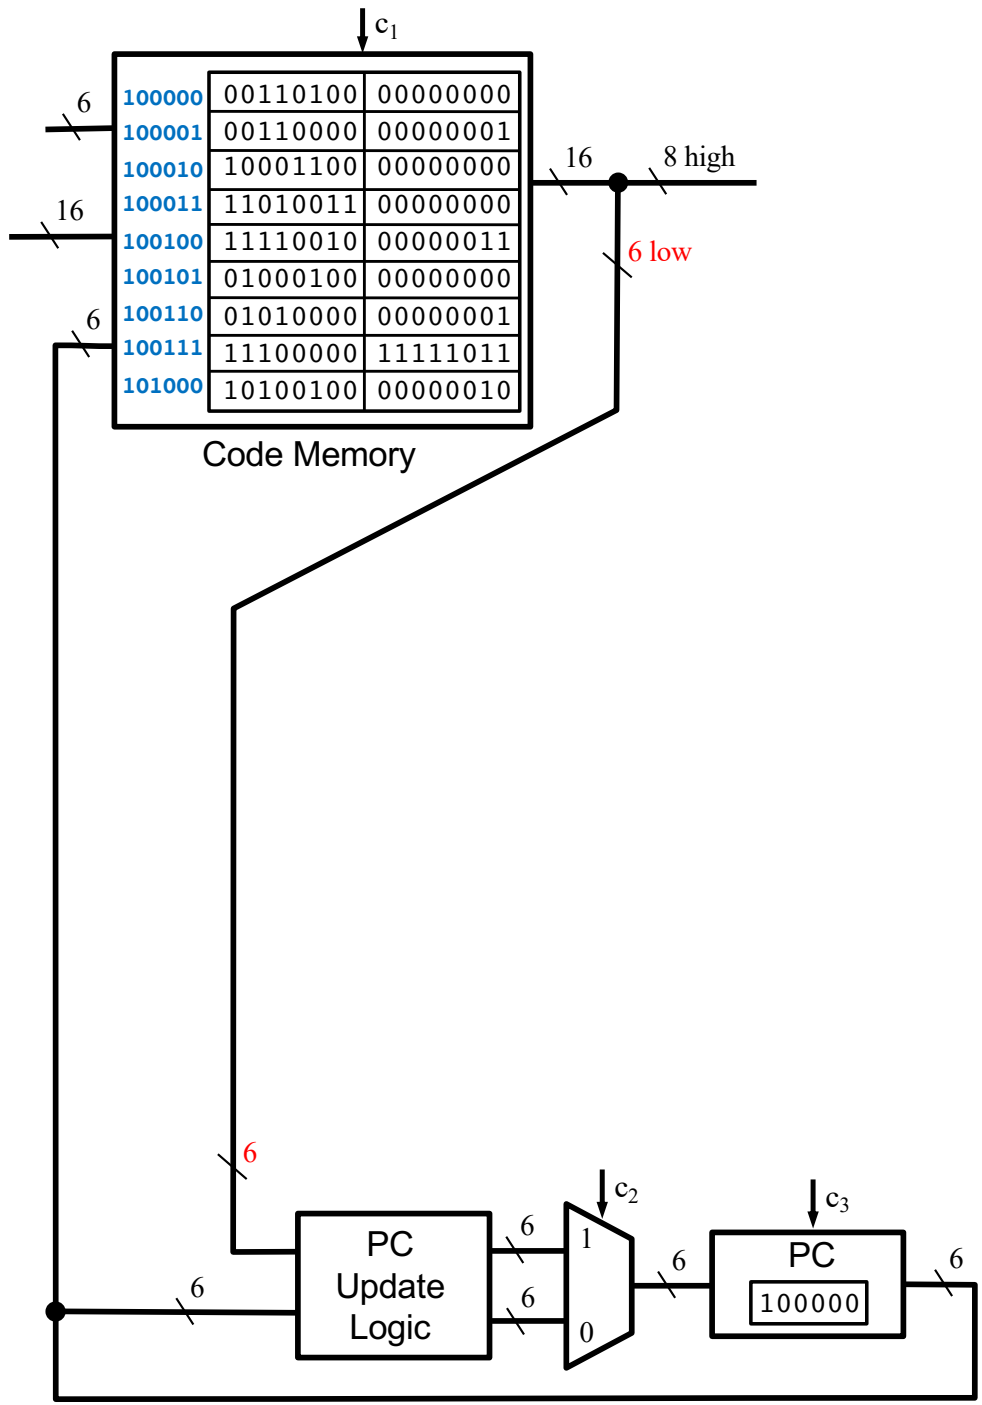 c1
6
100000 00110100 00000000
100001 00110000 00000001
16 8 high
100010 10001100 00000000
16
100011 11010011 00000000
100100 11110010 00000011
6 low
100101 01000100 00000000
6
100110 01010000 00000001
100111 11100000 11111011
101000 10100100 00000010
Code Memory
6
c2
c3
6
1
PC
Update
Logic
6
0
6
6
PC
100000
6